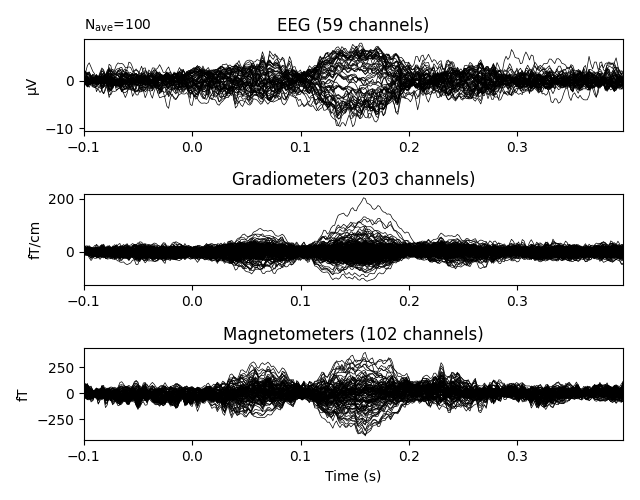 Nave=100
EEG (59 channels)
µV
0
−10
−0.1 0.0 0.1 0.2 0.3
Gradiometers (203 channels)
fT/cm
200
0
−0.1 0.0 0.1 0.2 0.3
Magnetometers (102 channels)
fT
250
0
−250
−0.1 0.0 0.1 0.2 0.3
Time (s)